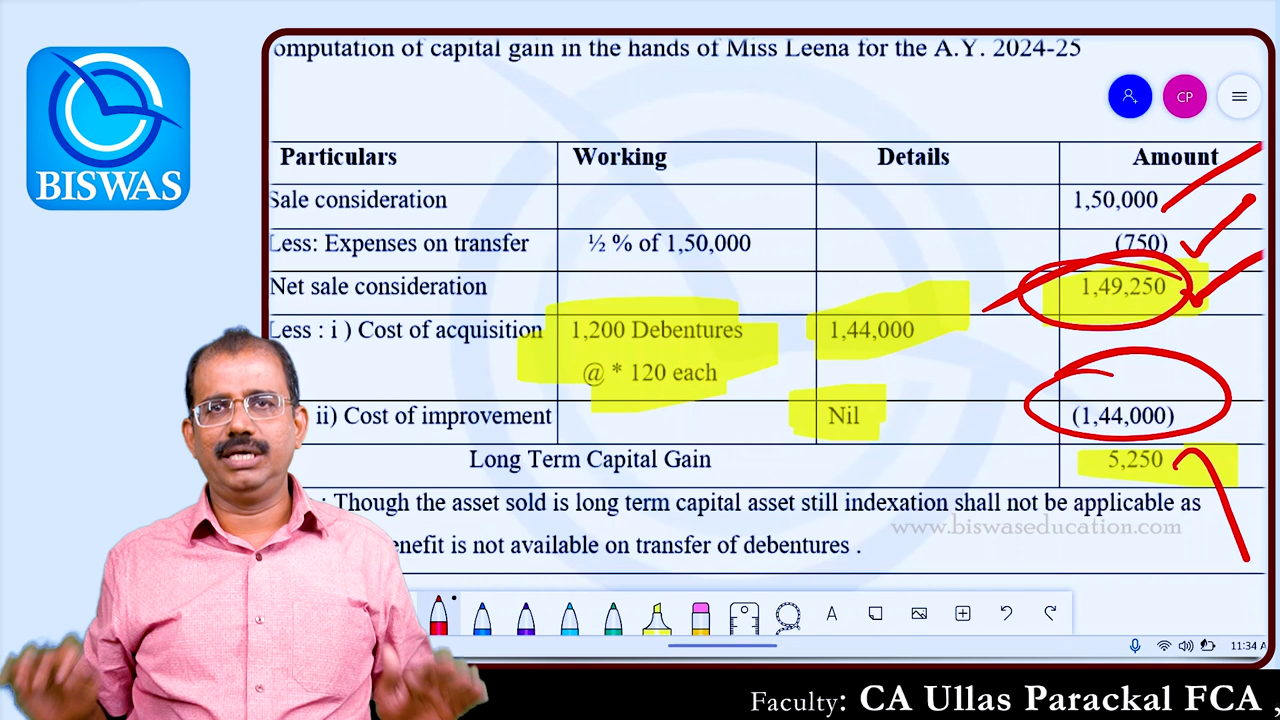 BISWAS
omputation of capital gain in the hands of Miss Leena for the A.Y. 2024-25
CP
Particulars Working Details Amount
Sale consideration 1,50,000
Less: Expenses on transfer ½ % of 1,50,000 (750)
Net sale consideration 1,49,250
Less : i ) Cost of acquisition 1,200 Debentures 1,44,000
@ * 120 each
ii) Cost of improvement Nil (1,44,000)
Long Term Capital Gain 5,250
: Though the asset sold is long term capital asset still indexation shall not be applicable as
www.biswaseducation.com
enefit is not available on transfer of debentures .
A
11:34 A
Faculty: CA Ullas Parackal FCA ,